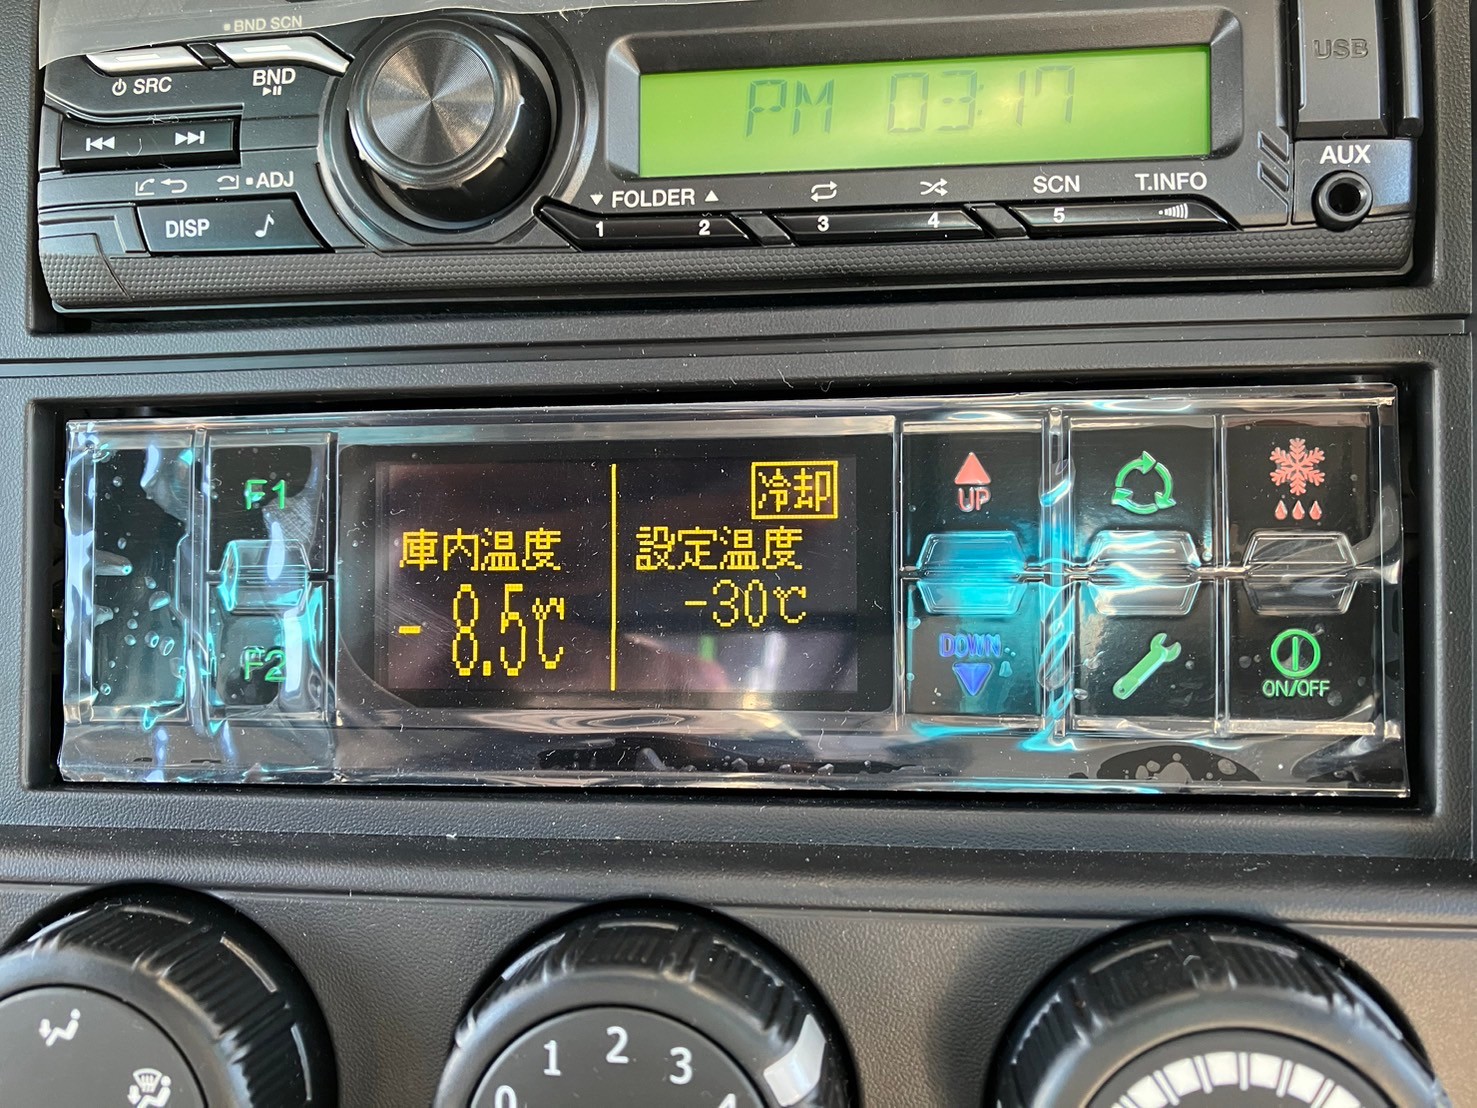 BND SCN
SRC
BND
ADJ
DISP
PM 03:17
FOLDER
SCN
T.INFO
1
2
3
4
5
USB
AUX
F1
F2
冷却
庫内温度
-8.5℃
設定温度
-30℃
UP
DOWN
ON/OFF
0
1
2
3